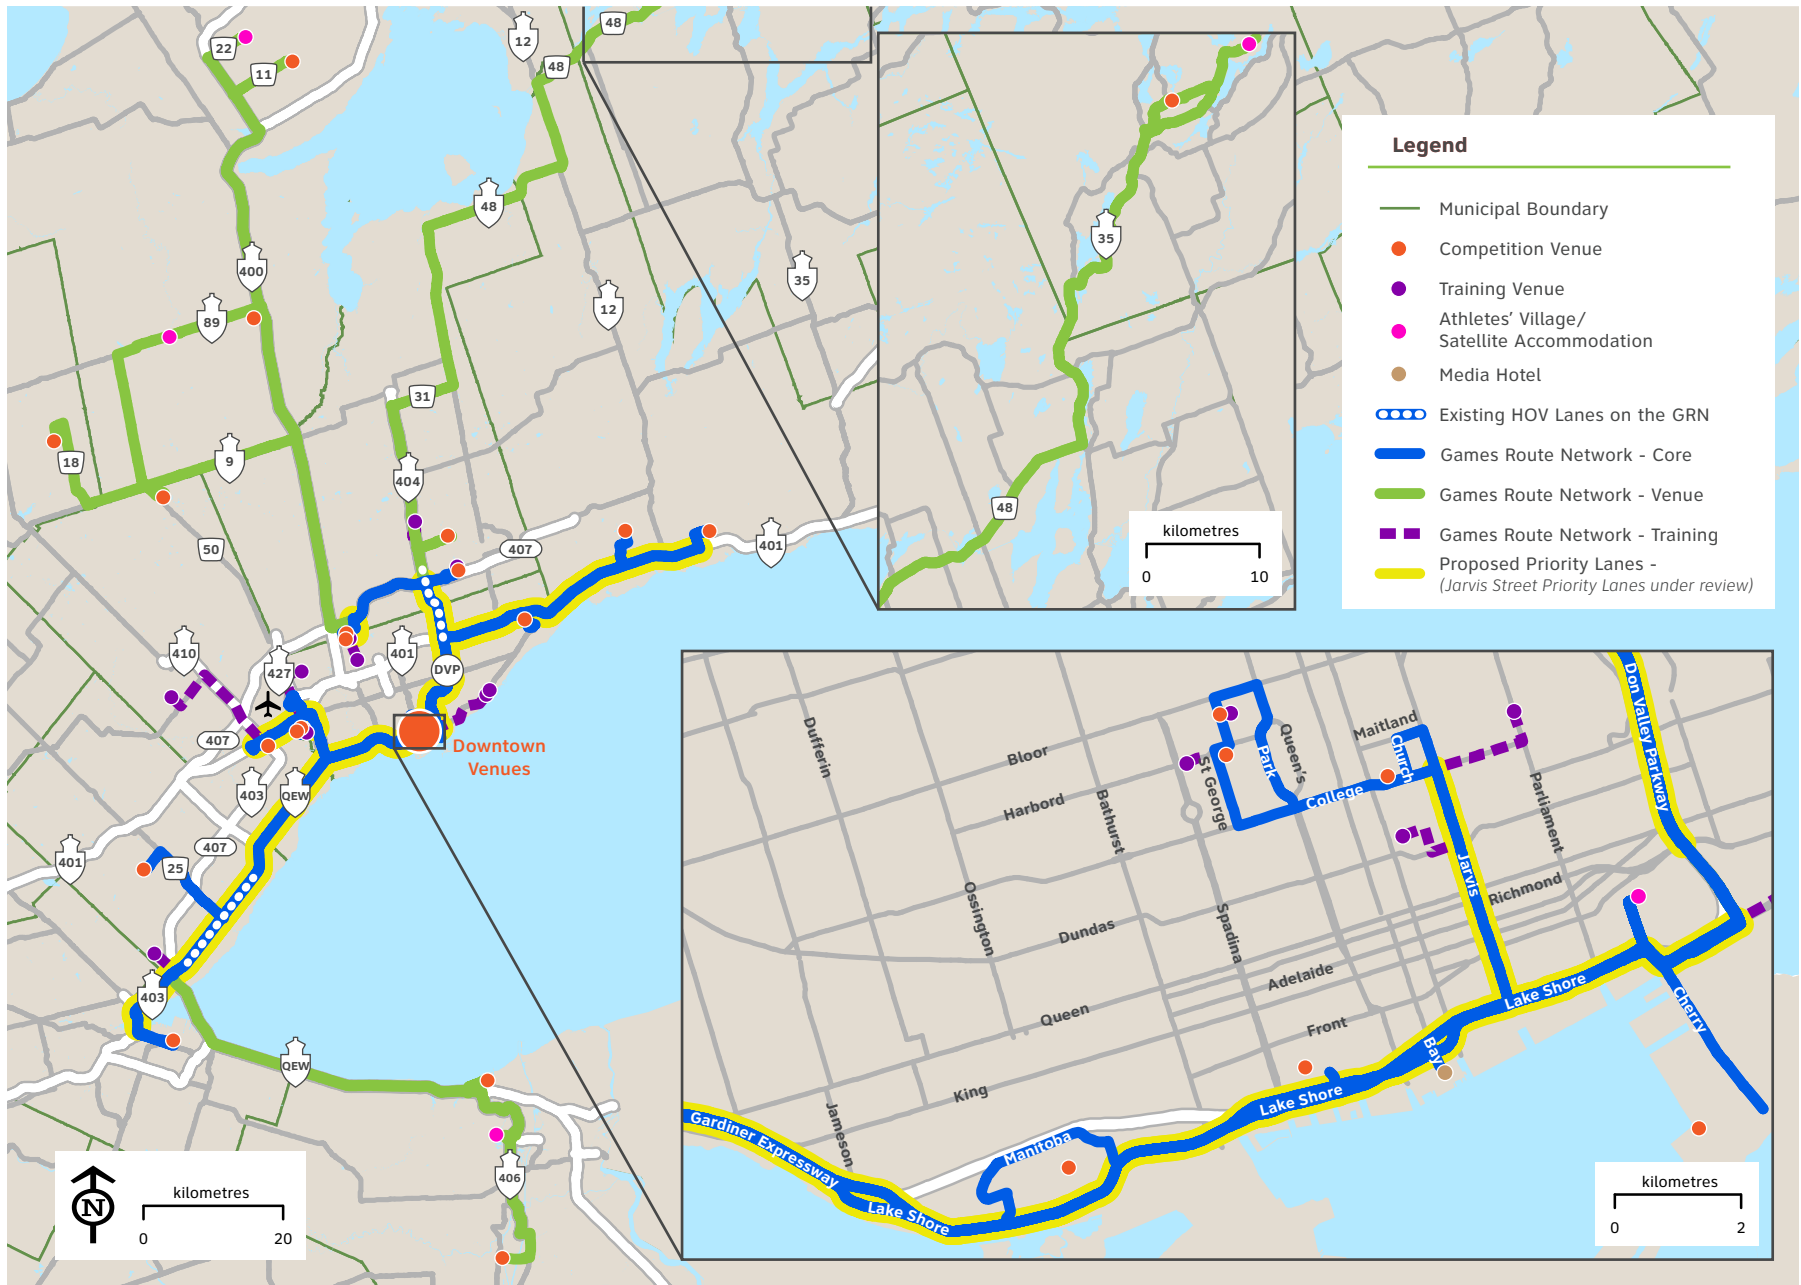 22
11
12
48
48
48
400
89
12
35
31
18
9
404
50
407
401
410
427
401
DVP
407
403
QEW
Downtown
Venues
401
407
25
403
QEW
406
kilometres
0 20
N
35
48
kilometres
0 10
Legend
Municipal Boundary
Competition Venue
Training Venue
Athletes’ Village/
Satellite Accommodation
Media Hotel
Existing HOV Lanes on the GRN
Games Route Network - Core
Games Route Network - Venue
Games Route Network - Training
Proposed Priority Lanes -
(Jarvis Street Priority Lanes under review)
Dufferin
Bloor
Harbord
Bathurst
St George
Park
Queen's
Maitland
Church
College
Parliament
Don Valley Parkway
Jarvis
Richmond
Ossington
Dundas
Spadina
Adelaide
Queen
Front
King
Jameson
Lake Shore
Cherry
Bay
Lake Shore
Manitoba
Gardiner Expressway
Lake Shore
kilometres
0 2